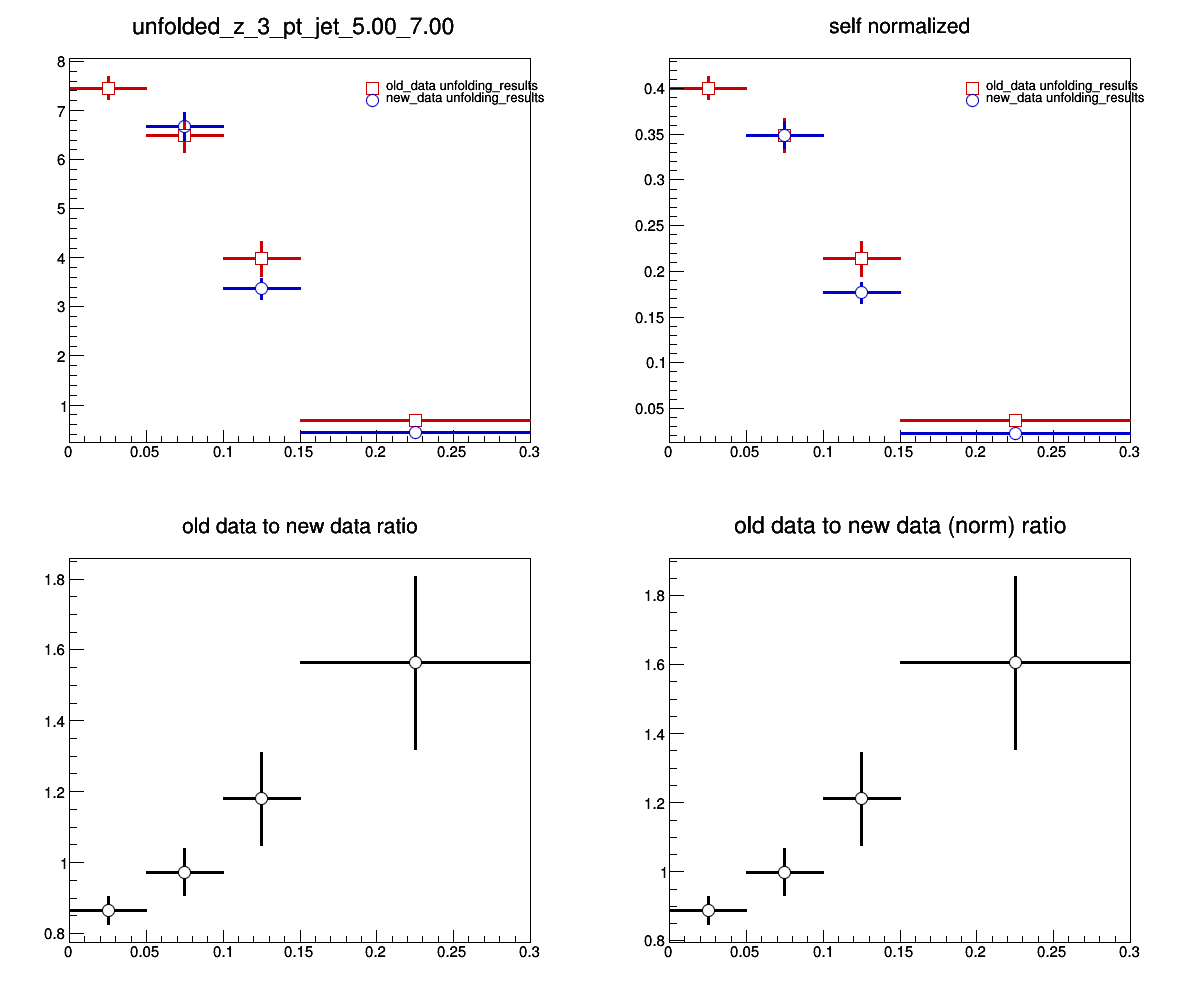 unfolded_z_3_pt_jet_5.00_7.00
8
7
6
5
4
3
2
1
0 0.05 0.1 0.15 0.2 0.25 0.3
old_data unfolding_results
new_data unfolding_results
self normalized
0.4
0.35
0.3
0.25
0.2
0.15
0.1
0.05
0 0.05 0.1 0.15 0.2 0.25 0.3
old_data unfolding_results
new_data unfolding_results
old data to new data ratio
1.8
1.6
1.4
1.2
1
0.8
0 0.05 0.1 0.15 0.2 0.25 0.3
old data to new data (norm) ratio
1.8
1.6
1.4
1.2
1
0.8
0 0.05 0.1 0.15 0.2 0.25 0.3